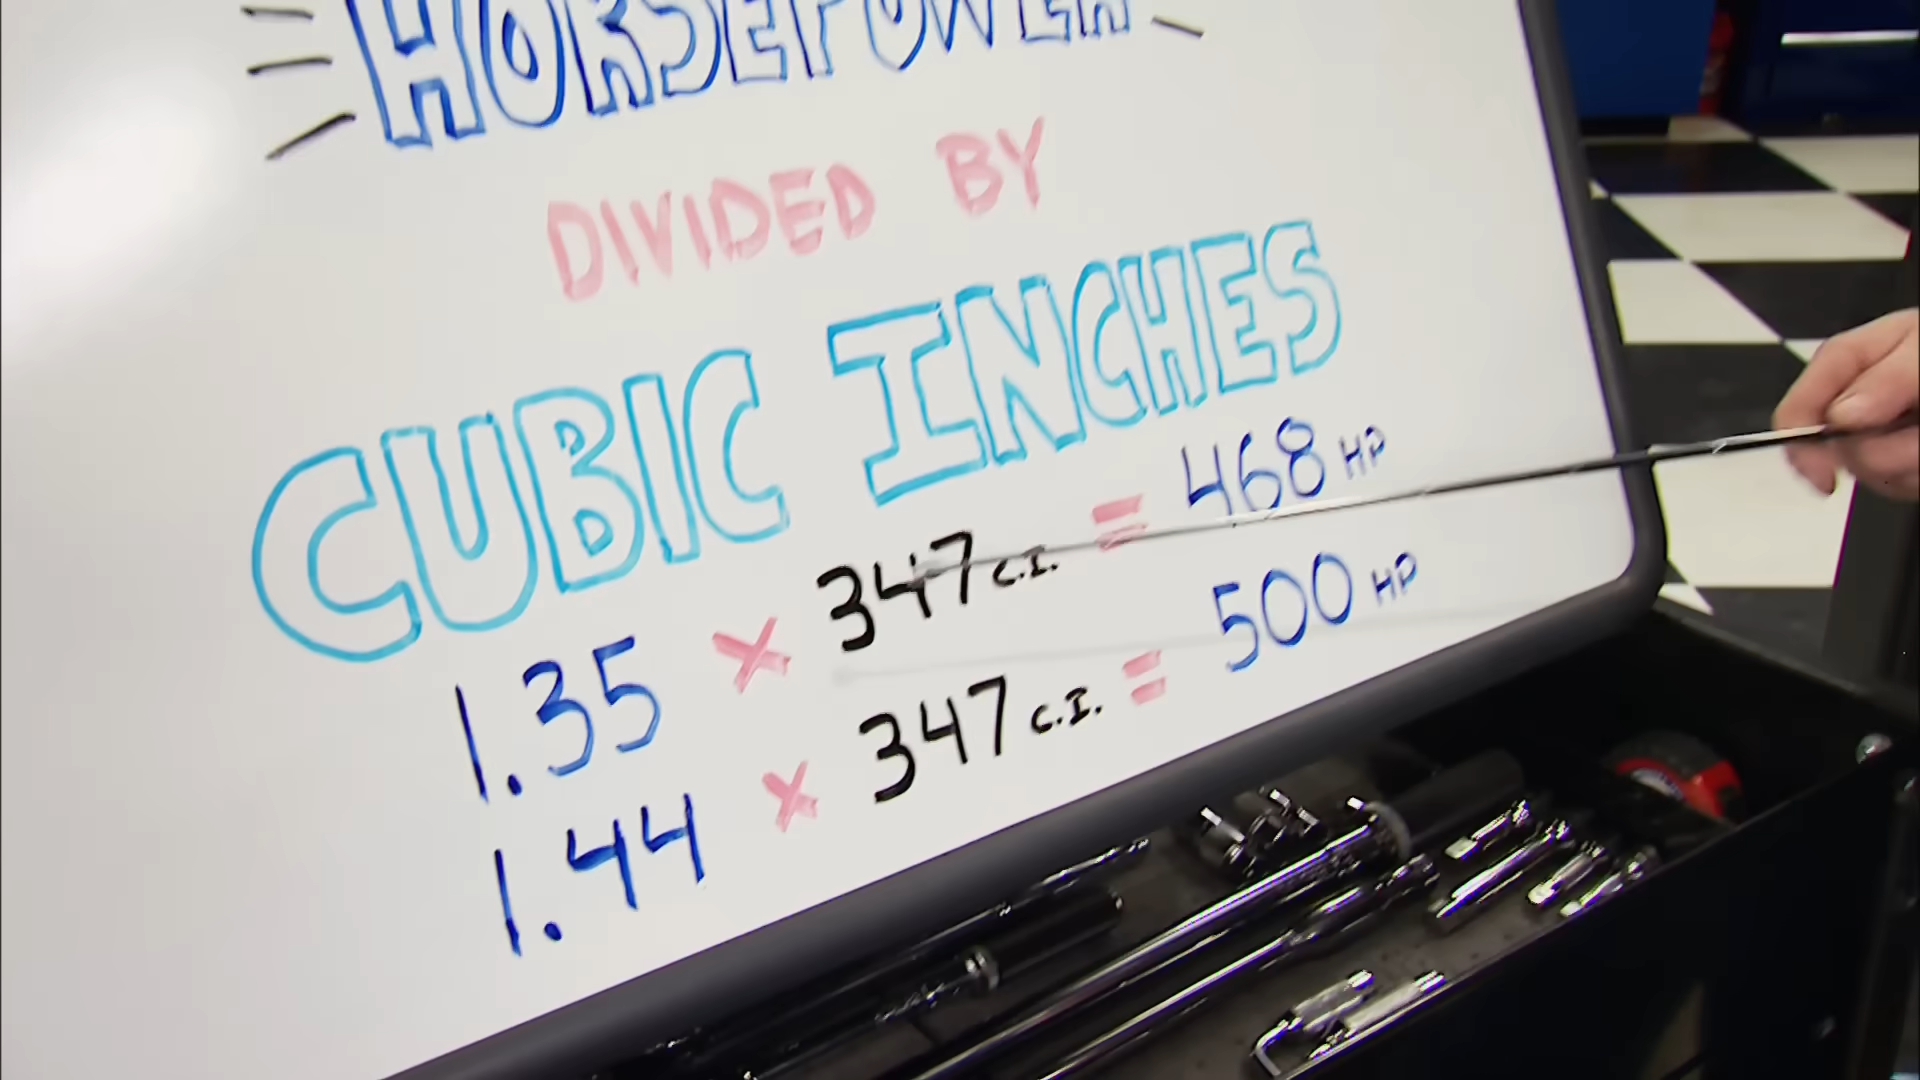 HORSEPOWER
DIVIDED BY
CUBIC INCHES
1.35 X 347 C.I. = 468 HP
1.44 X 347 C.I. = 500 HP